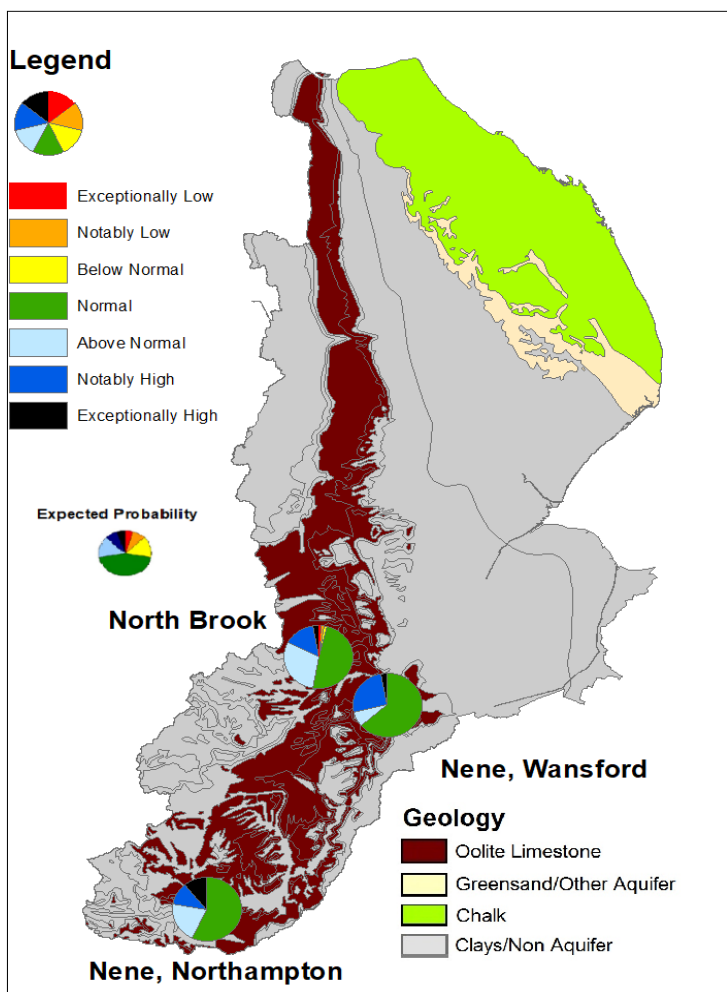 Legend
Exceptionally Low
Notably Low
Below Normal
Normal
Above Normal
Notably High
Exceptionally High
Expected Probability
North Brook
Nene, Wansford
Nene, Northampton
Geology
Oolite Limestone
Greensand/Other Aquifer
Chalk
Clays/Non Aquifer